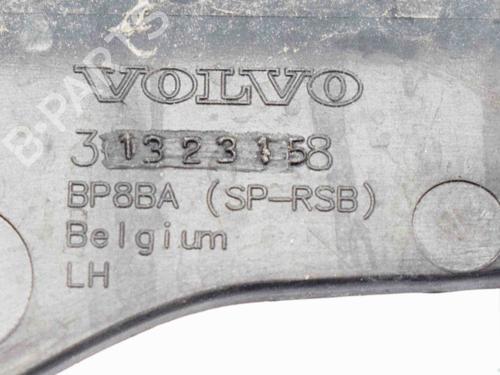 B-PARTS
VOLVO
31323158
BP8BA (SP-RSB)
Belgium
LH